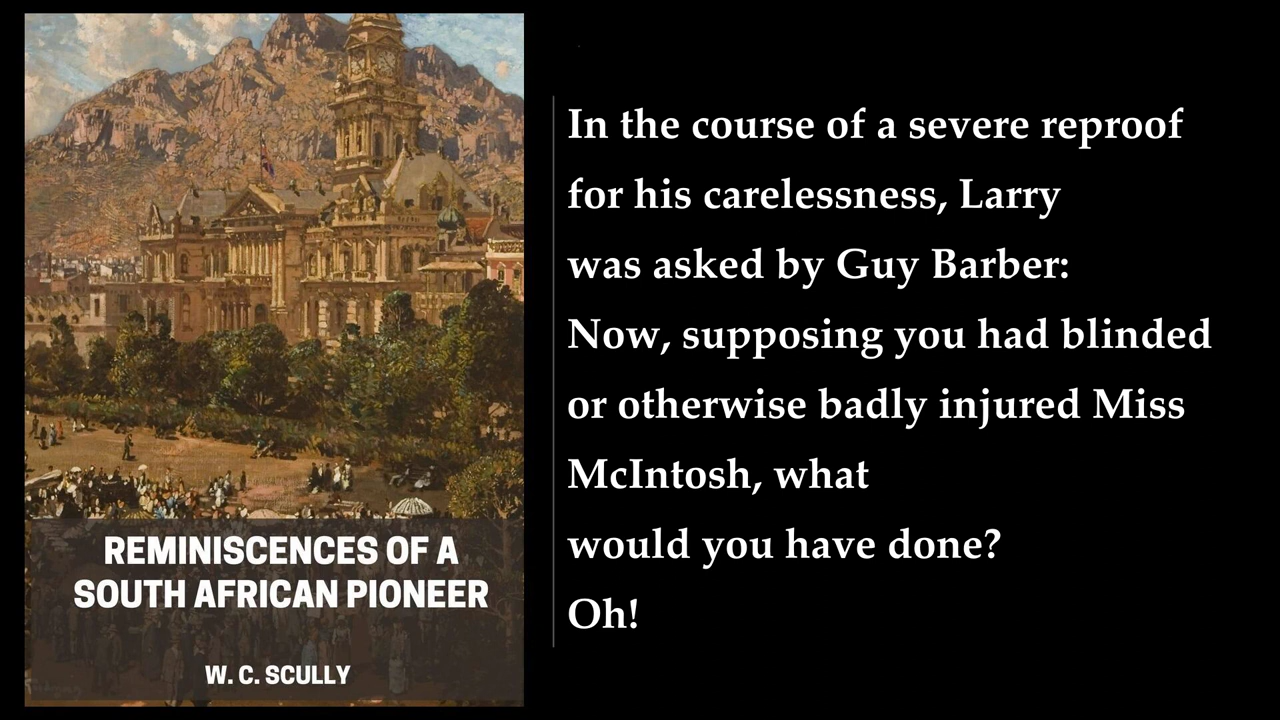 In the course of a severe reproof
for his carelessness, Larry
was asked by Guy Barber:
Now, supposing you had blinded
or otherwise badly injured Miss
McIntosh, what
would you have done?
Oh!
REMINISCENCES OF A
SOUTH AFRICAN PIONEER
W. C. SCULLY